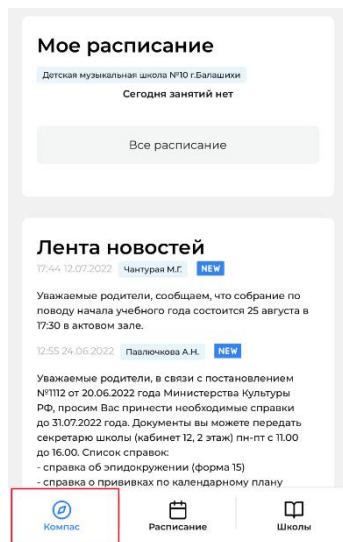 Мое расписание
Детская музыкальная школа №10 г.Балашихи
Сегодня занятий нет
Все расписание
Лента новостей
17:44 12.07.2022 Чантурая М.Г. NEW
Уважаемые родители, сообщаем, что собрание по
поводу начала учебного года состоится 25 августа в
17:30 в актовом зале.
12:55 24.06.2022 Павлючкова А.Н. NEW
Уважаемые родители, в связи с постановлением
№1112 от 20.06.2022 года Министерства Культуры
РФ, просим Вас принести необходимые справки
до 31.07.2022 года. Документы вы можете передать
секретарю школы (кабинет 12, 2 этаж) пн-пт с 11.00
до 16.00. Список справок:
- справка об эпидокружении (форма 15)
- справка о прививках по календарному плану
Компас Расписание Школы